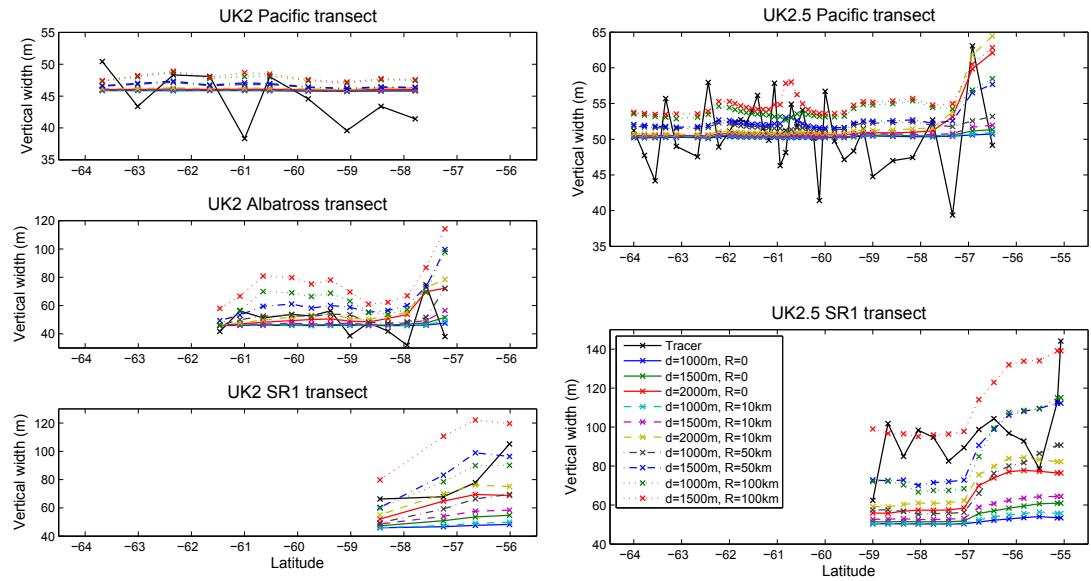 UK2 Pacific transect
Vertical width (m)
55
50
45
40
35
−64 −63 −62 −61 −60 −59 −58 −57 −56
UK2 Albatross transect
Vertical width (m)
120
100
80
60
40
−64 −63 −62 −61 −60 −59 −58 −57 −56
UK2 SR1 transect
Vertical width (m)
120
100
80
60
40
−64 −63 −62 −61 −60 −59 −58 −57 −56
Latitude
UK2.5 Pacific transect
Vertical width (m)
65
60
55
50
45
40
35
−64 −63 −62 −61 −60 −59 −58 −57 −56 −55
UK2.5 SR1 transect
Vertical width (m)
140
120
100
80
60
40
Tracer
d=1000m, R=0
d=1500m, R=0
d=2000m, R=0
d=1000m, R=10km
d=1500m, R=10km
d=2000m, R=10km
d=1000m, R=50km
d=1500m, R=50km
d=1000m, R=100km
d=1500m, R=100km
−64 −63 −62 −61 −60 −59 −58 −57 −56 −55
Latitude